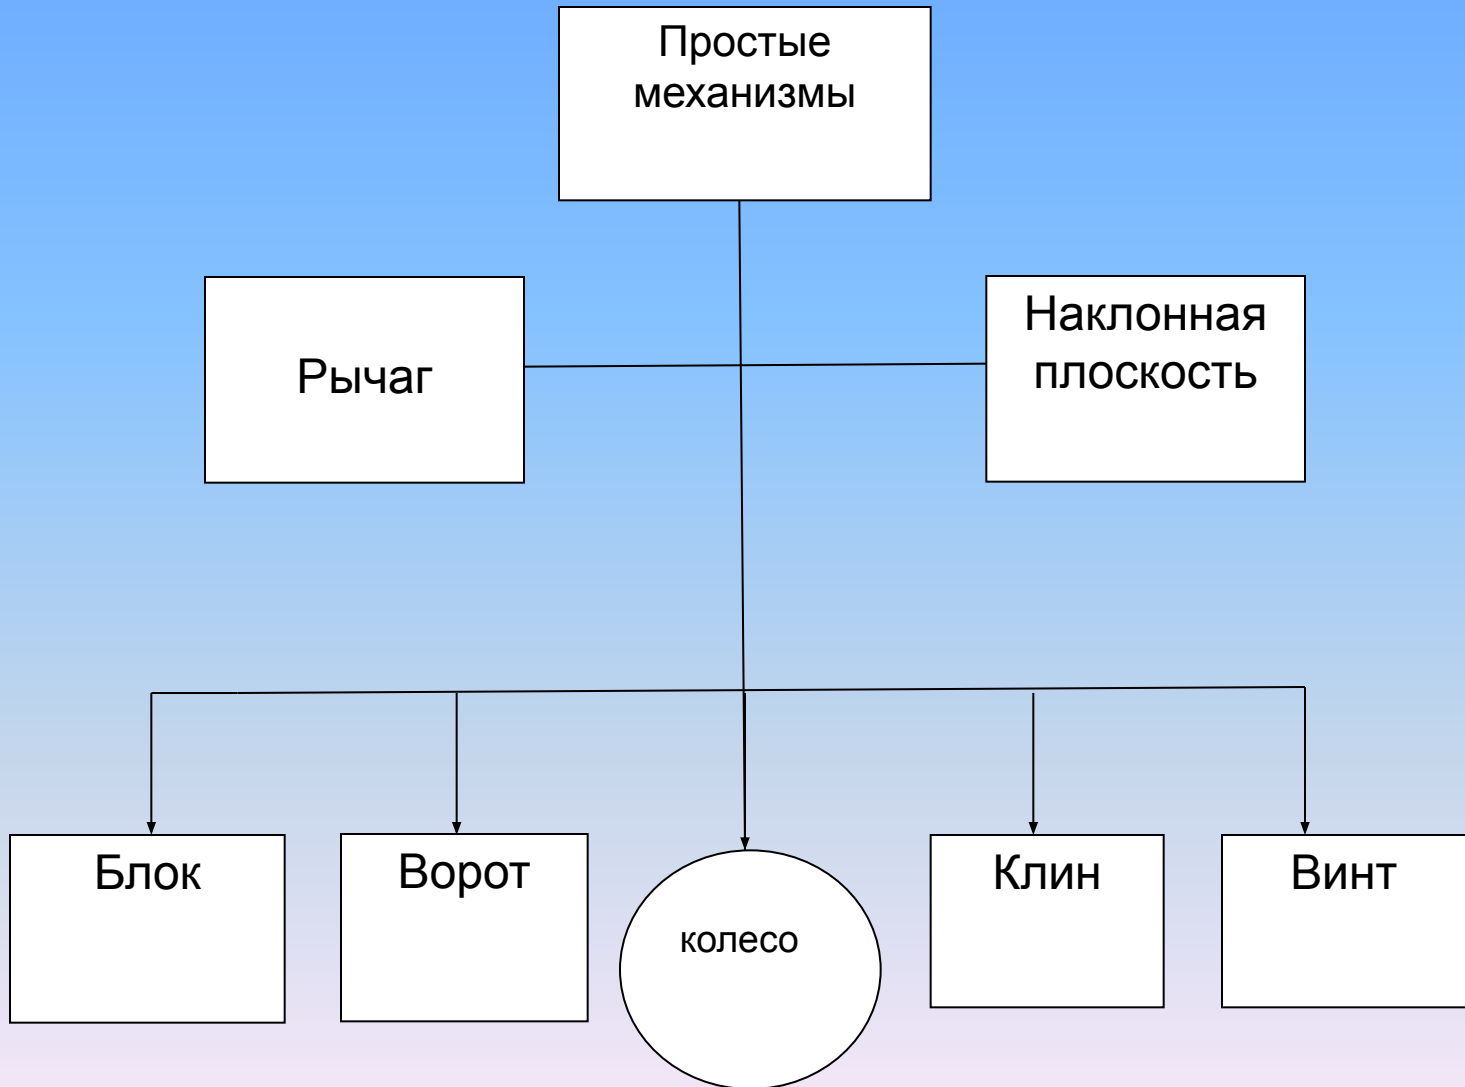 Простые
механизмы
Рычаг
Наклонная
плоскость
Блок
Ворот
колесо
Клин
Винт